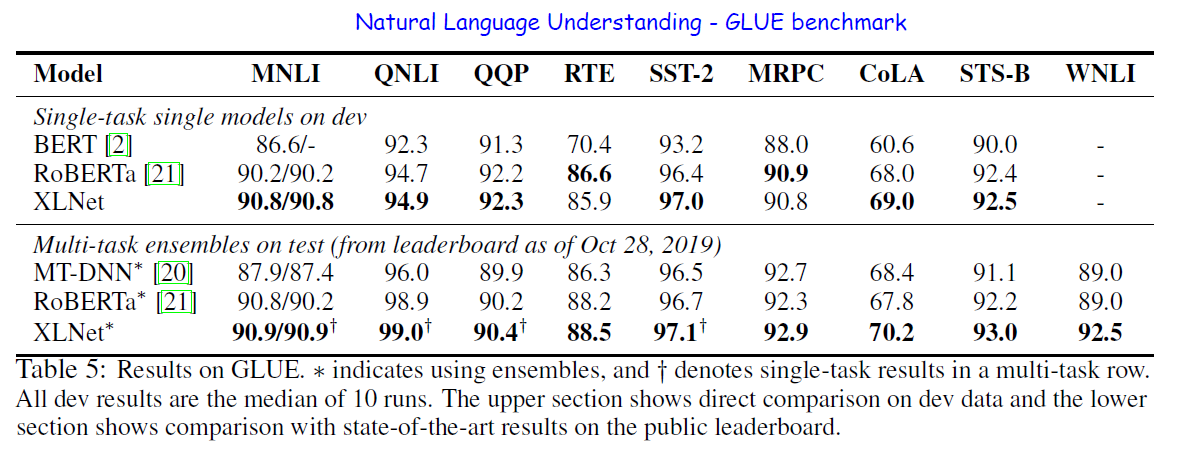 Natural Language Understanding - GLUE benchmark
Model MNLI QNLI QQP RTE SST-2 MRPC CoLA STS-B WNLI
Single-task single models on dev
BERT [2] 86.6/- 92.3 91.3 70.4 93.2 88.0 60.6 90.0 -
RoBERTa [21] 90.2/90.2 94.7 92.2 86.6 96.4 90.9 68.0 92.4 -
XLNet 90.8/90.8 94.9 92.3 85.9 97.0 90.8 69.0 92.5 -
Multi-task ensembles on test (from leaderboard as of Oct 28, 2019)
MT-DNN* [20] 87.9/87.4 96.0 89.9 86.3 96.5 92.7 68.4 91.1 89.0
RoBERTa* [21] 90.8/90.2 98.9 90.2 88.2 96.7 92.3 67.8 92.2 89.0
XLNet* 90.9/90.9† 99.0† 90.4† 88.5 97.1† 92.9 70.2 93.0 92.5
Table 5: Results on GLUE. * indicates using ensembles, and † denotes single-task results in a multi-task row.
All dev results are the median of 10 runs. The upper section shows direct comparison on dev data and the lower
section shows comparison with state-of-the-art results on the public leaderboard.